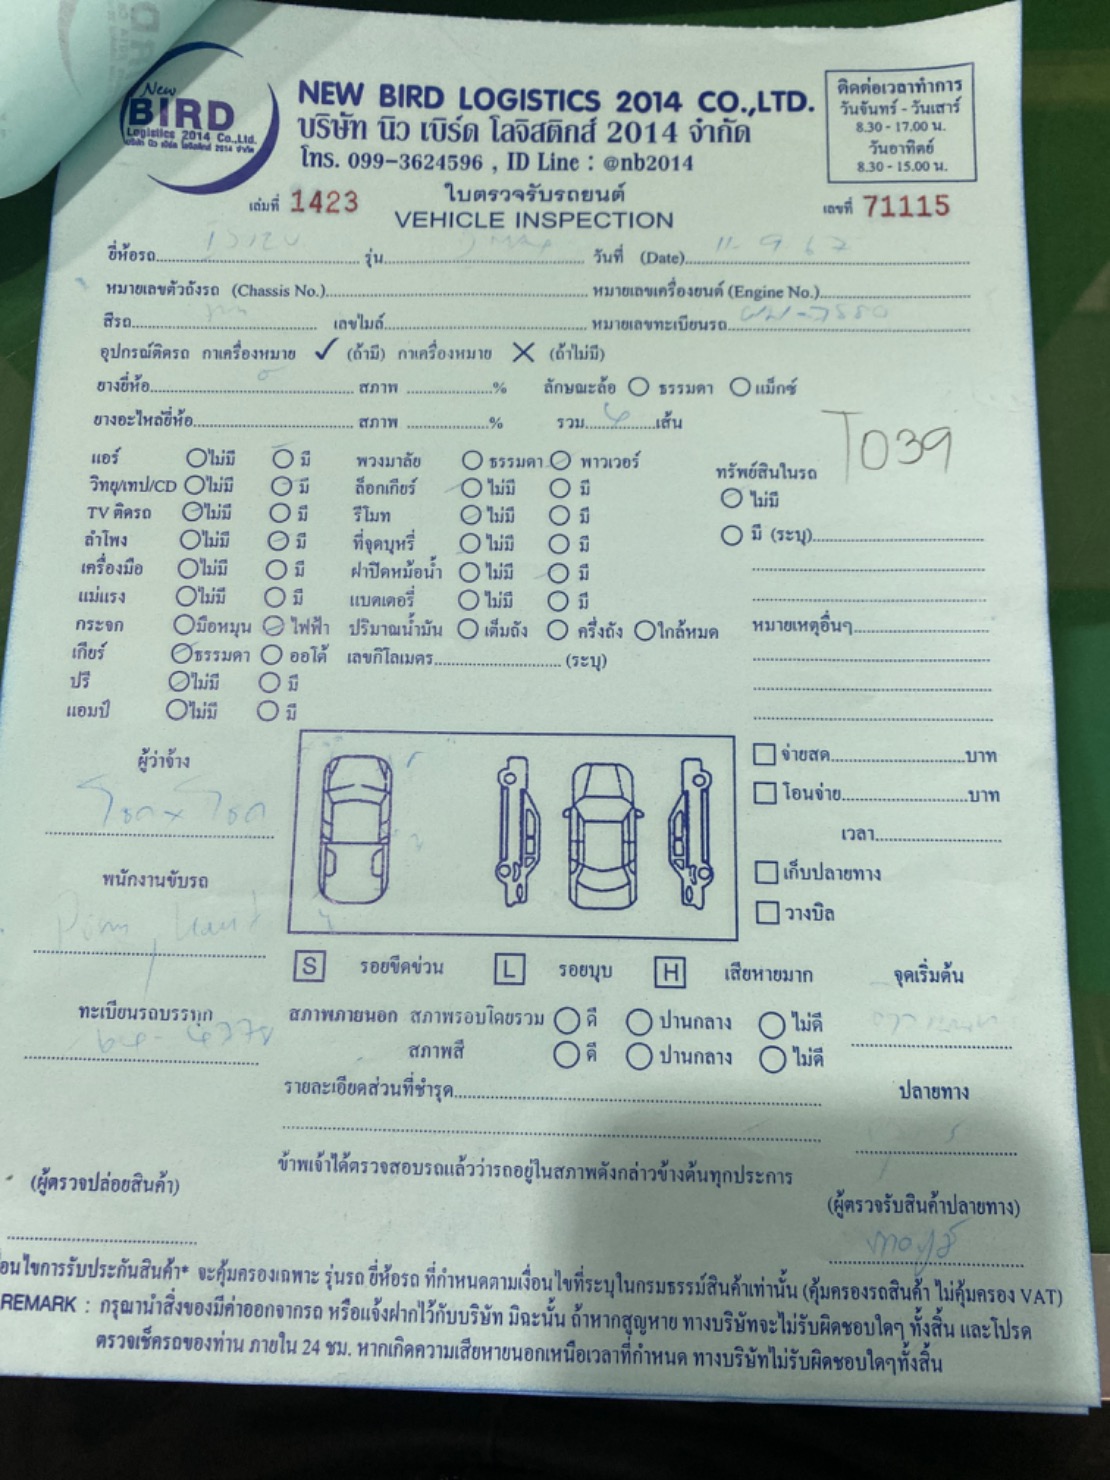 New
BIRD
Logistics 2014 Co.,Ltd.
บริษัท นิว เบิร์ด โลจิสติกส์ 2014 จำกัด
NEW BIRD LOGISTICS 2014 CO.,LTD.
บริษัท นิว เบิร์ด โลจิสติกส์ 2014 จำกัด
โทร. 099-3624596 , ID Line : @nb2014
ติดต่อเวลาทำการ
วันจันทร์ - วันเสาร์
8.30 - 17.00 น.
วันอาทิตย์
8.30 - 15.00 น.
เล่มที่ 1423 ใบตรวจรับรถยนต์ เลขที่ 71115
VEHICLE INSPECTION
ยี่ห้อรถ รุ่น วันที่ (Date) 11-9-67
หมายเลขตัวถังรถ (Chassis No.) หมายเลขเครื่องยนต์ (Engine No.)
สีรถ เลขไมล์ หมายเลขทะเบียนรถ
อุปกรณ์ติดรถ กาเครื่องหมาย ✓ (ถ้ามี) กาเครื่องหมาย ✕ (ถ้าไม่มี)
ยางยี่ห้อ สภาพ % ลักษณะล้อ ธรรมดา แม็กซ์
ยางอะไหล่ยี่ห้อ สภาพ % รวม 4 เส้น
T039
แอร์ ไม่มี มี พวงมาลัย ธรรมดา พาวเวอร์ ทรัพย์สินในรถ
วิทยุ/เทป/CD ไม่มี มี ล็อกเกียร์ ไม่มี มี ไม่มี
TV ติดรถ ไม่มี มี รีโมท ไม่มี มี มี (ระบุ)
ลำโพง ไม่มี มี ที่จุดบุหรี่ ไม่มี มี
เครื่องมือ ไม่มี มี ฝาปิดหม้อน้ำ ไม่มี มี
แม่แรง ไม่มี มี แบตเตอรี่ ไม่มี มี
กระจก มือหมุน ไฟฟ้า ปริมาณน้ำมัน เต็มถัง ครึ่งถัง ใกล้หมด หมายเหตุอื่นๆ
เกียร์ ธรรมดา ออโต้ เลขกิโลเมตร (ระบุ)
ปรี ไม่มี มี
แอมป์ ไม่มี มี
ผู้ว่าจ้าง
พนักงานขับรถ
ทะเบียนรถบรรทุก
จ่ายสด บาท
โอนจ่าย บาท
เวลา
เก็บปลายทาง
วางบิล
S รอยขีดข่วน L รอยบุบ H เสียหายมาก จุดเริ่มต้น
สภาพภายนอก สภาพรอบโดยรวม ดี ปานกลาง ไม่ดี
สภาพสี ดี ปานกลาง ไม่ดี
รายละเอียดส่วนที่ชำรุด ปลายทาง
ข้าพเจ้าได้ตรวจสอบรถแล้วว่ารถอยู่ในสภาพดังกล่าวข้างต้นทุกประการ
(ผู้ตรวจปล่อยสินค้า) (ผู้ตรวจรับสินค้าปลายทาง)
อนไขการรับประกันสินค้า* จะคุ้มครองเฉพาะ รุ่นรถ ยี่ห้อรถ ที่กำหนดตามเงื่อนไขที่ระบุในกรมธรรม์สินค้าเท่านั้น (คุ้มครองรถสินค้า ไม่คุ้มครอง VAT)
REMARK : กรุณานำสิ่งของมีค่าออกจากรถ หรือแจ้งฝากไว้กับบริษัท มิฉะนั้น ถ้าหากสูญหาย ทางบริษัทจะไม่รับผิดชอบใดๆ ทั้งสิ้น และโปรด
ตรวจเช็ครถของท่าน ภายใน 24 ชม. หากเกิดความเสียหายนอกเหนือเวลาที่กำหนด ทางบริษัทไม่รับผิดชอบใดๆทั้งสิ้น